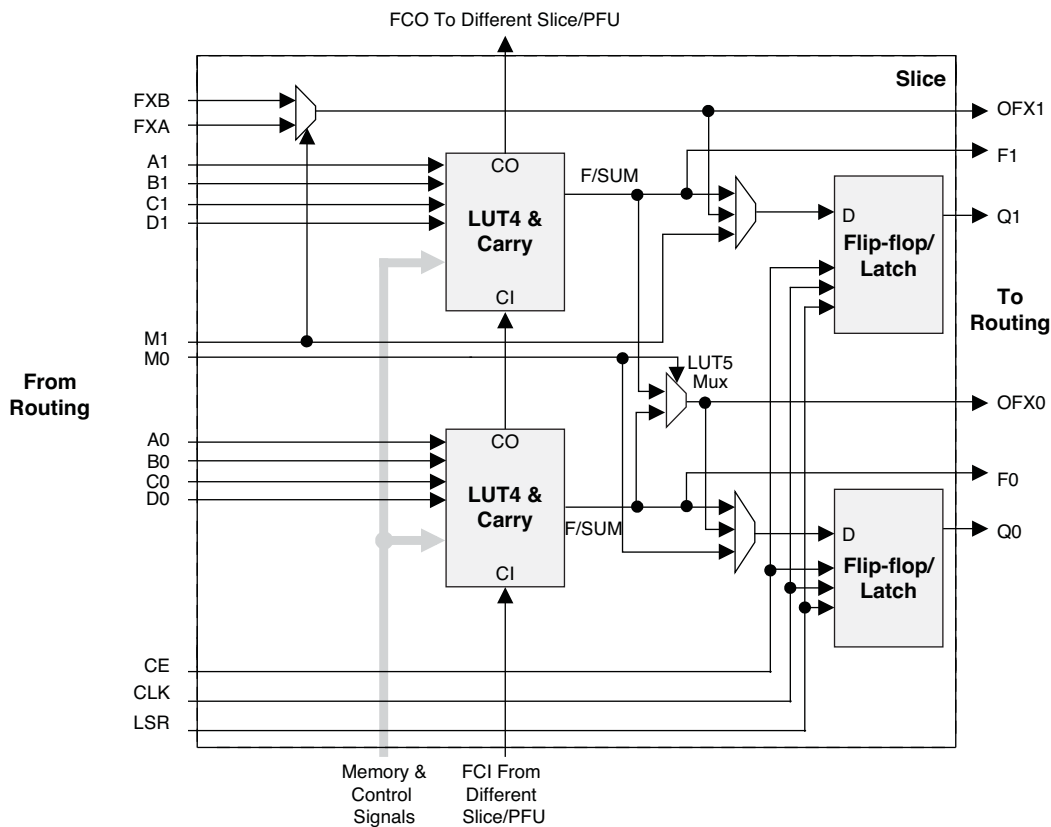 FCO To Different Slice/PFU
Slice
FXB
FXA
OFX1
F1
A1
B1
C1
D1
CO
LUT4 &
Carry
CI
F/SUM
D
Flip-flop/
Latch
Q1
To
Routing
M1
M0
From
Routing
LUT5
Mux
OFX0
A0
B0
C0
D0
CO
LUT4 &
Carry
CI
F/SUM
F0
D
Flip-flop/
Latch
Q0
CE
CLK
LSR
Memory &
Control
Signals
FCI From
Different
Slice/PFU